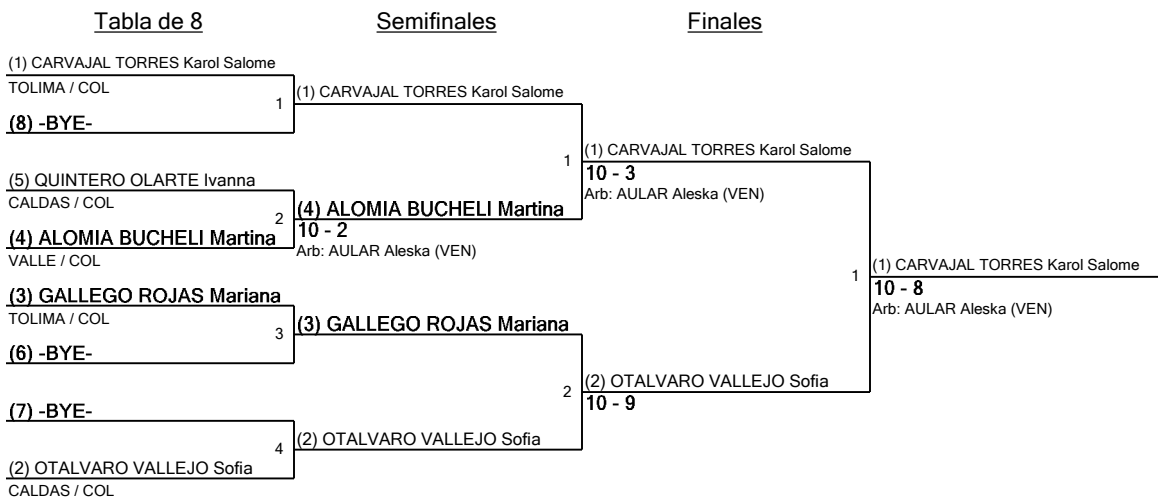 Tabla de 8
Semifinales
Finales
(1) CARVAJAL TORRES Karol Salome
TOLIMA / COL
1
(8) -BYE-
(5) QUINTERO OLARTE Ivanna
CALDAS / COL
2
(4) ALOMIA BUCHELI Martina
VALLE / COL
(3) GALLEGO ROJAS Mariana
TOLIMA / COL
3
(6) -BYE-
(7) -BYE-
4
(2) OTALVARO VALLEJO Sofia
CALDAS / COL
(1) CARVAJAL TORRES Karol Salome
1
(4) ALOMIA BUCHELI Martina
10 - 2
Arb: AULAR Aleska (VEN)
(3) GALLEGO ROJAS Mariana
2
(2) OTALVARO VALLEJO Sofia
(1) CARVAJAL TORRES Karol Salome
10 - 3
Arb: AULAR Aleska (VEN)
1
(2) OTALVARO VALLEJO Sofia
10 - 9
(1) CARVAJAL TORRES Karol Salome
10 - 8
Arb: AULAR Aleska (VEN)